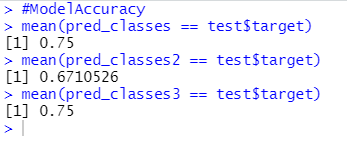 > #ModelAccuracy
> mean(pred_classes == test$target)
[1] 0.75
> mean(pred_classes2 == test$target)
[1] 0.6710526
> mean(pred_classes3 == test$target)
[1] 0.75
>